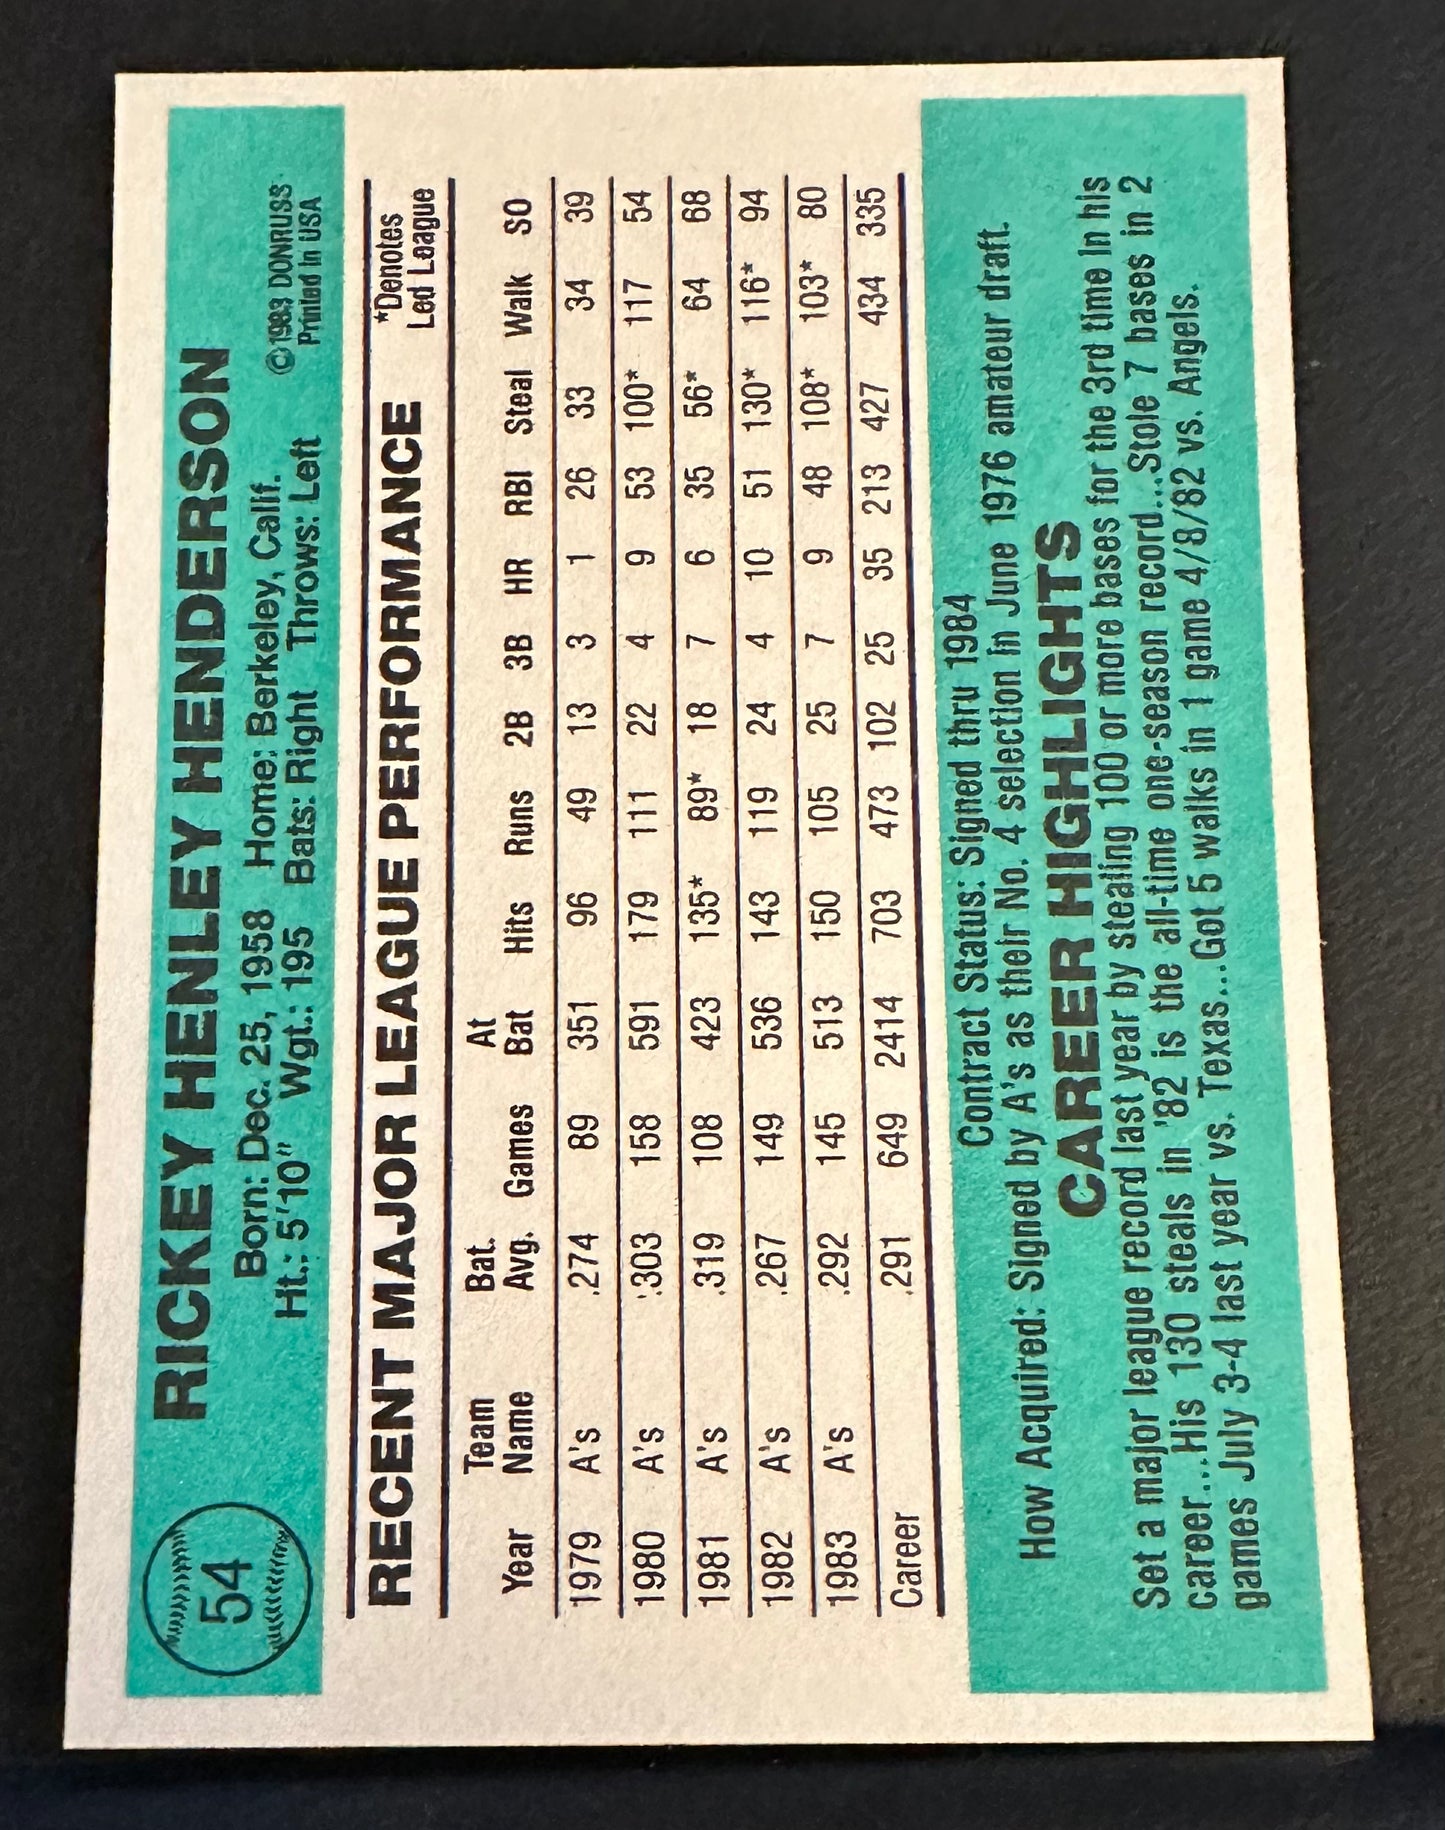 54
RICKEY HENLEY HENDERSON
Born: Dec. 25, 1958 Home: Berkeley, Calif.
Ht.: 5'10" Wgt.: 195 Bats: Right Throws: Left
©1983 DONRUSS
Printed in USA
RECENT MAJOR LEAGUE PERFORMANCE
*Denotes
Led League
Year Team Name Bat. Avg. Games At Bat Hits Runs 2B 3B HR RBI Steal Walk SO
1979 A's .274 89 351 96 49 13 3 1 26 33 34 39
1980 A's .303 158 591 179 111 22 4 9 53 100* 117 54
1981 A's .319 108 423 135* 89* 18 7 6 35 56* 64 68
1982 A's .267 149 536 143 119 24 4 10 51 130* 116* 94
1983 A's .292 145 513 150 105 25 7 9 48 108* 103* 80
Career .291 649 2414 703 473 102 25 35 213 427 434 335
Contract Status: Signed thru 1984
How Acquired: Signed by A's as their No. 4 selection in June 1976 amateur draft.
CAREER HIGHLIGHTS
Set a major league record last year by stealing 100 or more bases for the 3rd time in his
career...His 130 steals in '82 is the all-time one-season record...Stole 7 bases in 2
games July 3-4 last year vs. Texas...Got 5 walks in 1 game 4/8/82 vs. Angels.